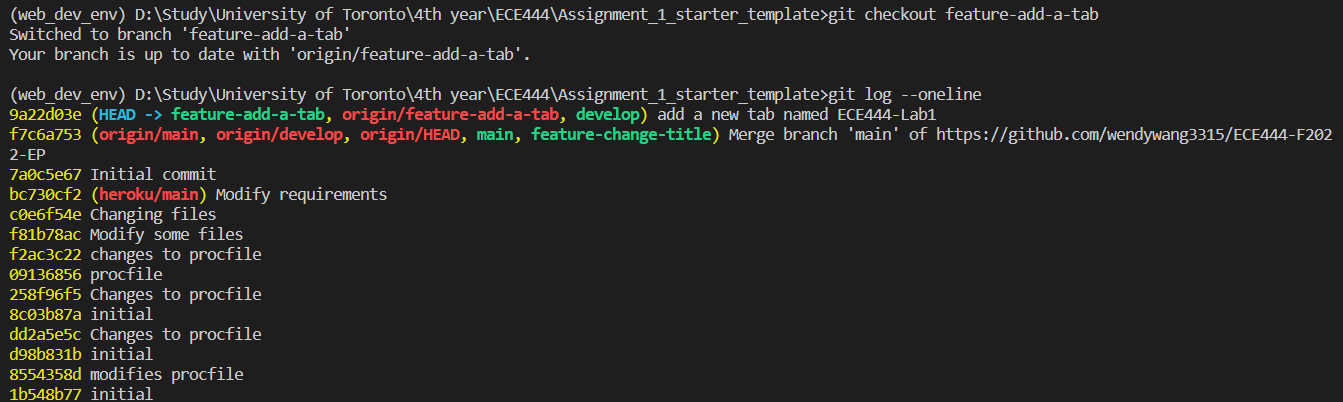 (web_dev_env) D:\Study\University of Toronto\4th year\ECE444\Assignment_1_starter_template>git checkout feature-add-a-tab
Switched to branch 'feature-add-a-tab'
Your branch is up to date with 'origin/feature-add-a-tab'.
(web_dev_env) D:\Study\University of Toronto\4th year\ECE444\Assignment_1_starter_template>git log --oneline
9a22d03e (HEAD -> feature-add-a-tab, origin/feature-add-a-tab, develop) add a new tab named ECE444-Lab1
f7c6a753 (origin/main, origin/develop, origin/HEAD, main, feature-change-title) Merge branch 'main' of https://github.com/wendywang3315/ECE444-F202
2-EP
7a0c5e67 Initial commit
bc730cf2 (heroku/main) Modify requirements
c0e6f54e Changing files
f81b78ac Modify some files
f2ac3c22 changes to procfile
09136856 procfile
258f96f5 Changes to procfile
8c03b87a initial
dd2a5e5c Changes to procfile
d98b831b initial
8554358d modifies procfile
1b548b77 initial